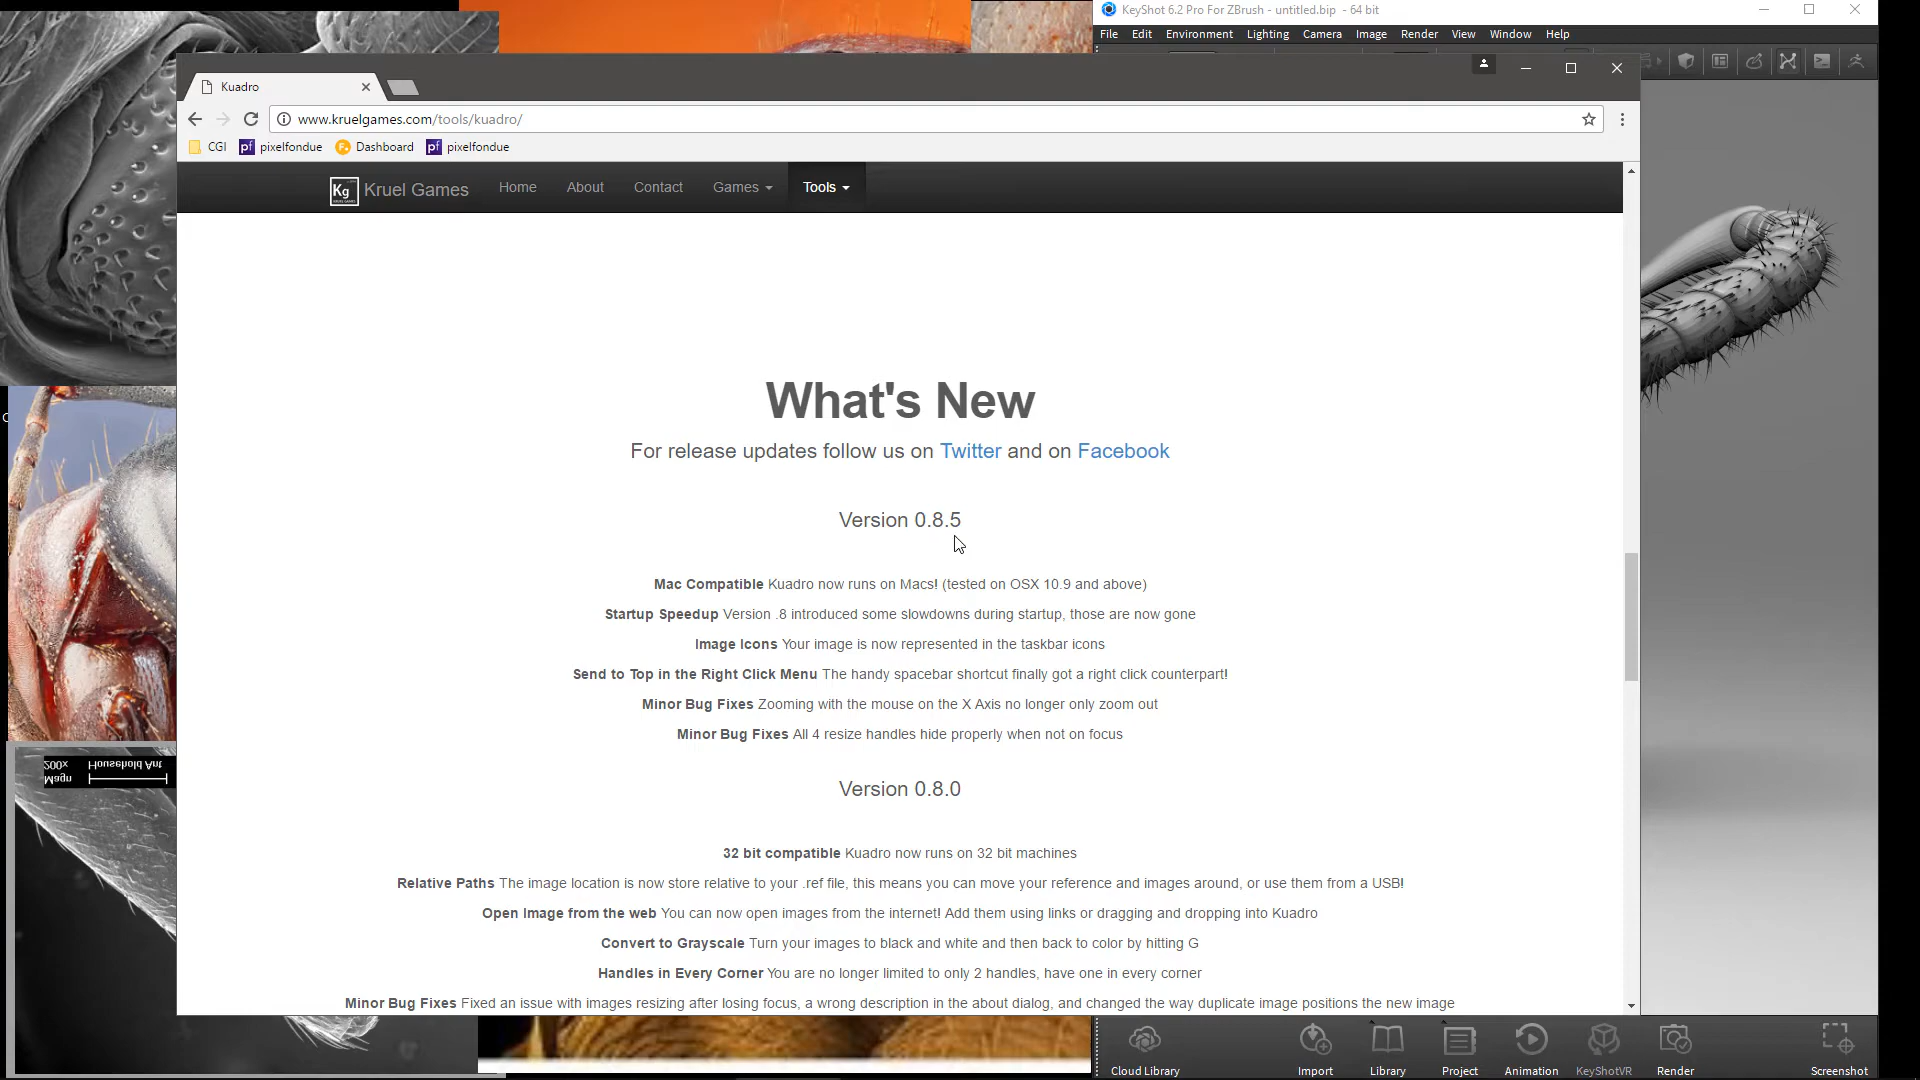 KeyShot 6.2 Pro For ZBrush - untitled.bip - 64 bit
File Edit Environment Lighting Camera Image Render View Window Help
Kuadro
www.kruelgames.com/tools/kuadro/
CGI pf pixelfondue Dashboard pf pixelfondue
Kg Kruel Games Home About Contact Games Tools
What's New
For release updates follow us on Twitter and on Facebook
Version 0.8.5
Mac Compatible Kuadro now runs on Macs! (tested on OSX 10.9 and above)
Startup Speedup Version .8 introduced some slowdowns during startup, those are now gone
Image Icons Your image is now represented in the taskbar icons
Send to Top in the Right Click Menu The handy spacebar shortcut finally got a right click counterpart!
Minor Bug Fixes Zooming with the mouse on the X Axis no longer only zoom out
Minor Bug Fixes All 4 resize handles hide properly when not on focus
Version 0.8.0
32 bit compatible Kuadro now runs on 32 bit machines
Relative Paths The image location is now store relative to your .ref file, this means you can move your reference and images around, or use them from a USB!
Open Image from the web You can now open images from the internet! Add them using links or dragging and dropping into Kuadro
Convert to Grayscale Turn your images to black and white and then back to color by hitting G
Handles in Every Corner You are no longer limited to only 2 handles, have one in every corner
Minor Bug Fixes Fixed an issue with images resizing after losing focus, a wrong description in the about dialog, and changed the way duplicate image positions the new image
200x Household Ant
Magn
Cloud Library Import Library Project Animation KeyShotVR Render Screenshot